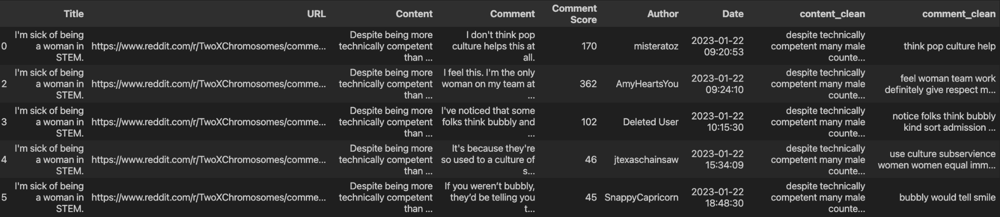 Title URL Content Comment Comment Score Author Date content_clean comment_clean
0 I'm sick of being a woman in STEM. https://www.reddit.com/r/TwoXChromosomes/comme... Despite being more technically competent than ... I don't think pop culture helps this at all. 170 misteratoz 2023-01-22 09:20:53 despite technically competent many male counte... think pop culture help
2 I'm sick of being a woman in STEM. https://www.reddit.com/r/TwoXChromosomes/comme... Despite being more technically competent than ... I feel this. I'm the only woman on my team at ... 362 AmyHeartsYou 2023-01-22 09:24:10 despite technically competent many male counte... feel woman team work definitely give respect m...
3 I'm sick of being a woman in STEM. https://www.reddit.com/r/TwoXChromosomes/comme... Despite being more technically competent than ... I've noticed that some folks think bubbly and ... 102 Deleted User 2023-01-22 10:15:30 despite technically competent many male counte... notice folks think bubbly kind sort admission ...
4 I'm sick of being a woman in STEM. https://www.reddit.com/r/TwoXChromosomes/comme... Despite being more technically competent than ... It's because they're so used to a culture of s... 46 jtexaschainsaw 2023-01-22 15:34:09 despite technically competent many male counte... use culture subservience women women equal imm...
5 I'm sick of being a woman in STEM. https://www.reddit.com/r/TwoXChromosomes/comme... Despite being more technically competent than ... If you weren’t bubbly, they’d be telling you t... 45 SnappyCapricorn 2023-01-22 18:48:30 despite technically competent many male counte... bubbly would tell smile